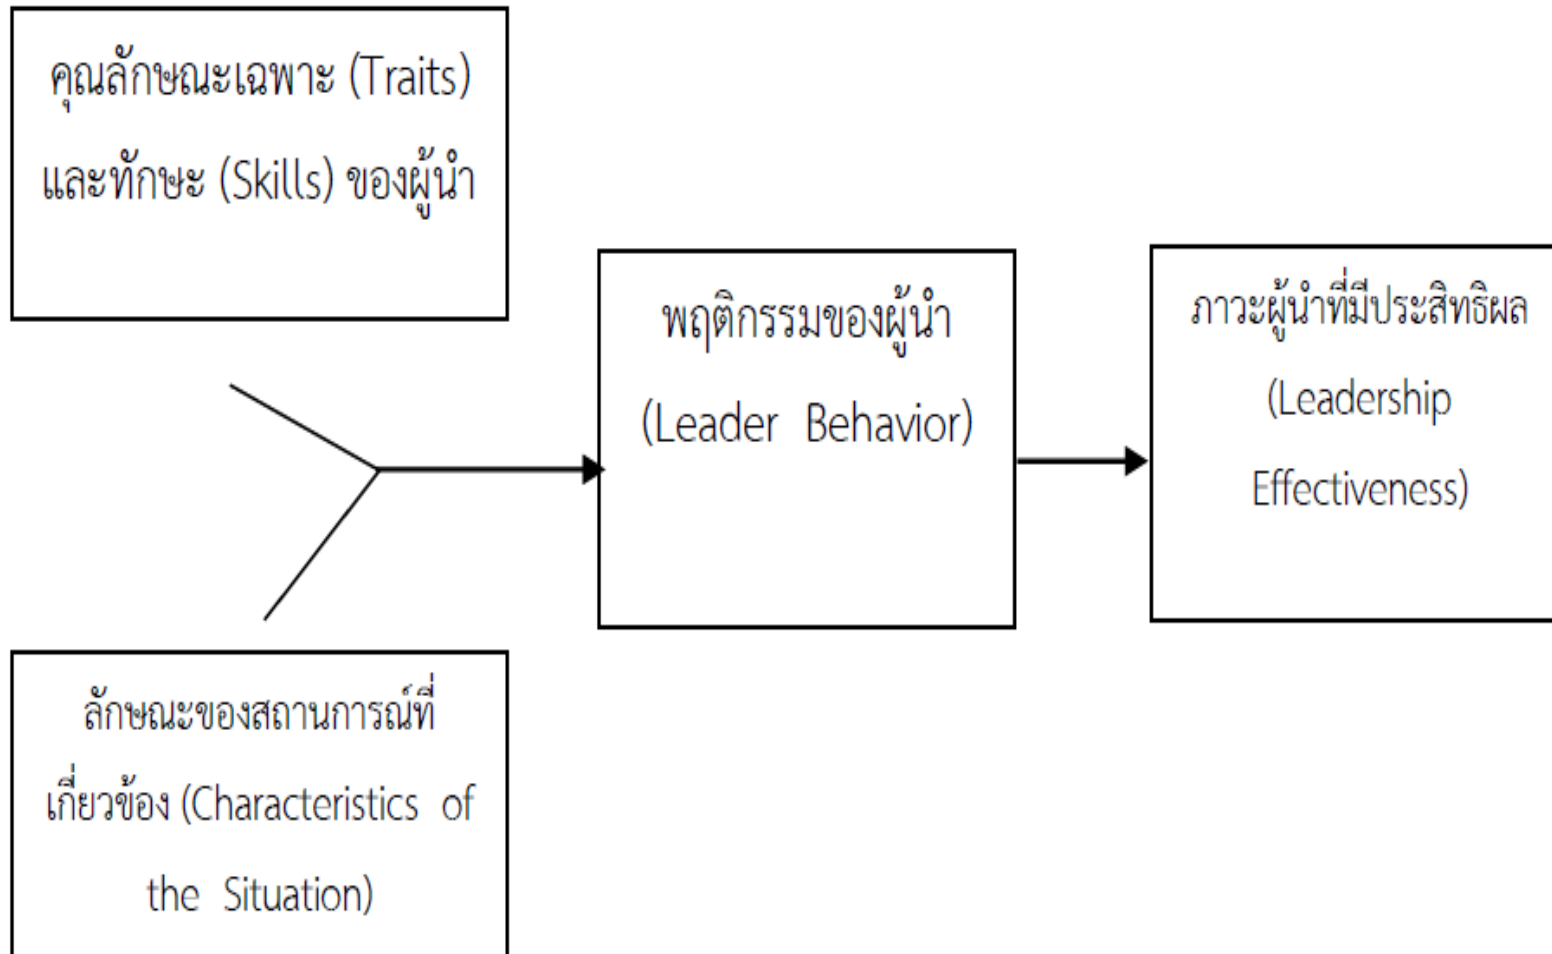 คุณลักษณะเฉพาะ (Traits)
และทักษะ (Skills) ของผู้นำ
พฤติกรรมของผู้นำ
(Leader Behavior)
ภาวะผู้นำที่มีประสิทธิผล
(Leadership
Effectiveness)
ลักษณะของสถานการณ์ที่
เกี่ยวข้อง (Characteristics of
the Situation)